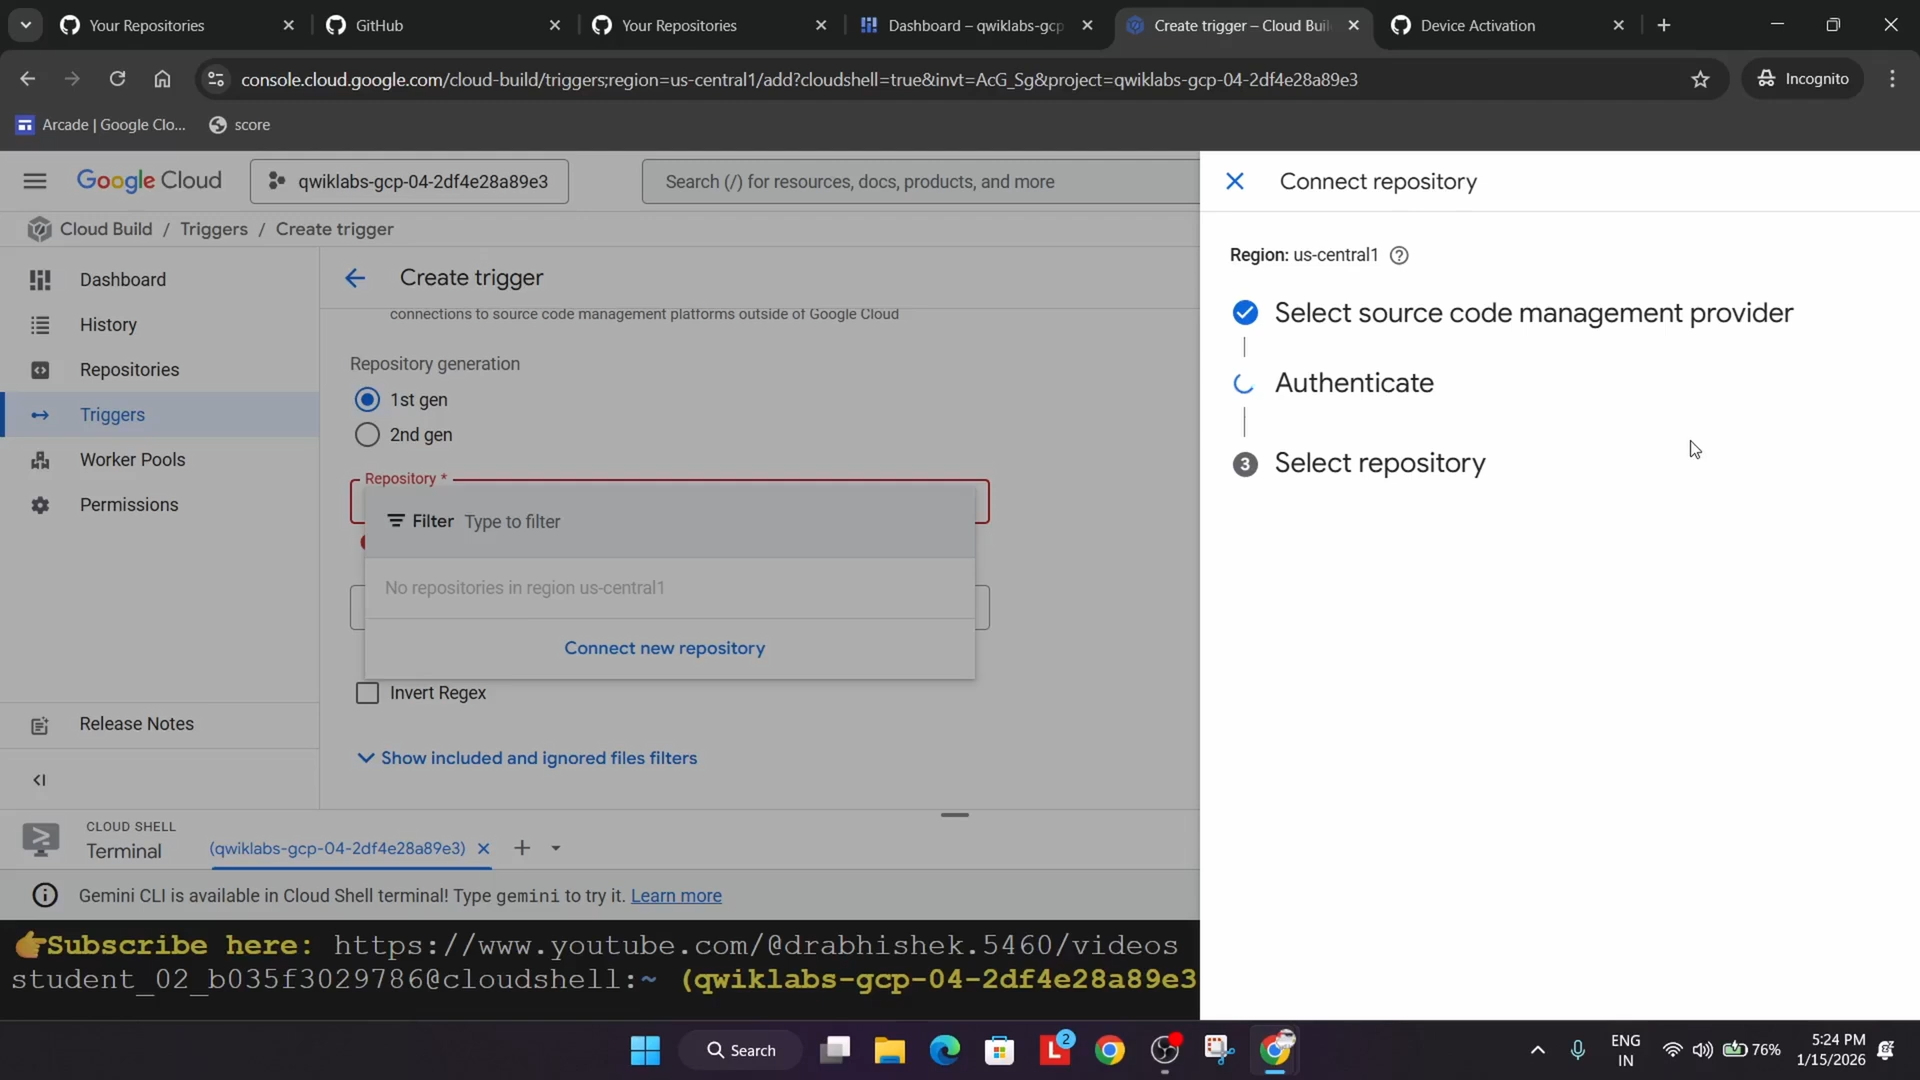 Your Repositories
GitHub
Your Repositories
Dashboard – qwiklabs-gcp
Create trigger – Cloud Buil
Device Activation
console.cloud.google.com/cloud-build/triggers;region=us-central1/add?cloudshell=true&invt=AcG_Sg&project=qwiklabs-gcp-04-2df4e28a89e3
Incognito
Arcade | Google Clo...
score
Google Cloud
qwiklabs-gcp-04-2df4e28a89e3
Search (/) for resources, docs, products, and more
Cloud Build / Triggers / Create trigger
Dashboard
History
Repositories
Triggers
Worker Pools
Permissions
Release Notes
Create trigger
connections to source code management platforms outside of Google Cloud
Repository generation
1st gen
2nd gen
Repository *
Filter Type to filter
No repositories in region us-central1
Connect new repository
Invert Regex
Show included and ignored files filters
Connect repository
Region: us-central1
Select source code management provider
Authenticate
3 Select repository
CLOUD SHELL
Terminal
(qwiklabs-gcp-04-2df4e28a89e3)
Gemini CLI is available in Cloud Shell terminal! Type gemini to try it. Learn more
👉Subscribe here: https://www.youtube.com/@drabhishek.5460/videos
student_02_b035f3029786@cloudshell:~ (qwiklabs-gcp-04-2df4e28a89e3
Search
L
2
ENG
IN
76%
5:24 PM
1/15/2026